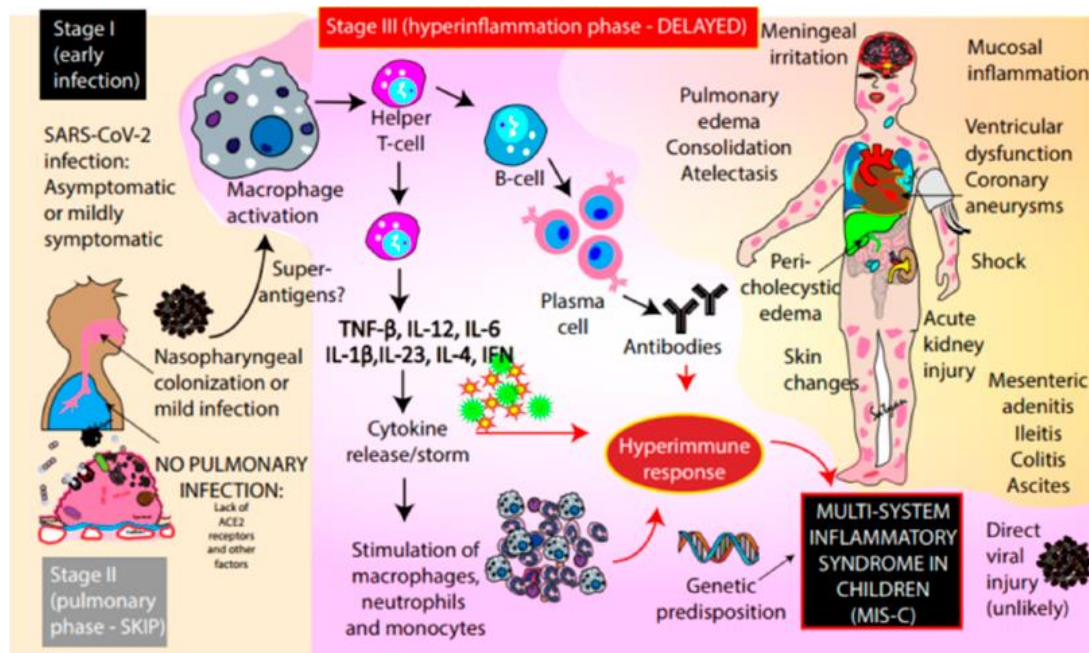 Stage I
(early
infection)
SARS-CoV-2
infection:
Asymptomatic
or mildly
symptomatic
Nasopharyngeal
colonization or
mild infection
NO PULMONARY
INFECTION:
Lack of
ACE2
receptors
and other
factors
Stage II
(pulmonary
phase - SKIP)
Stage III (hyperinflammation phase - DELAYED)
Macrophage
activation
Super-
antigens?
Helper
T-cell
B-cell
Plasma
cell
Antibodies
TNF-β, IL-12, IL-6
IL-1β,IL-23, IL-4, IFN
Cytokine
release/storm
Stimulation of
macrophages,
neutrophils
and monocytes
Hyperimmune
response
Genetic
predisposition
MULTI-SYSTEM
INFLAMMATORY
SYNDROME IN
CHILDREN
(MIS-C)
Direct
viral
injury
(unlikely)
Meningeal
irritation
Mucosal
inflammation
Pulmonary
edema
Consolidation
Atelectasis
Ventricular
dysfunction
Coronary
aneurysms
Shock
Peri-
cholecystic
edema
Acute
kidney
injury
Skin
changes
Mesenteric
adenitis
Ileitis
Colitis
Ascites